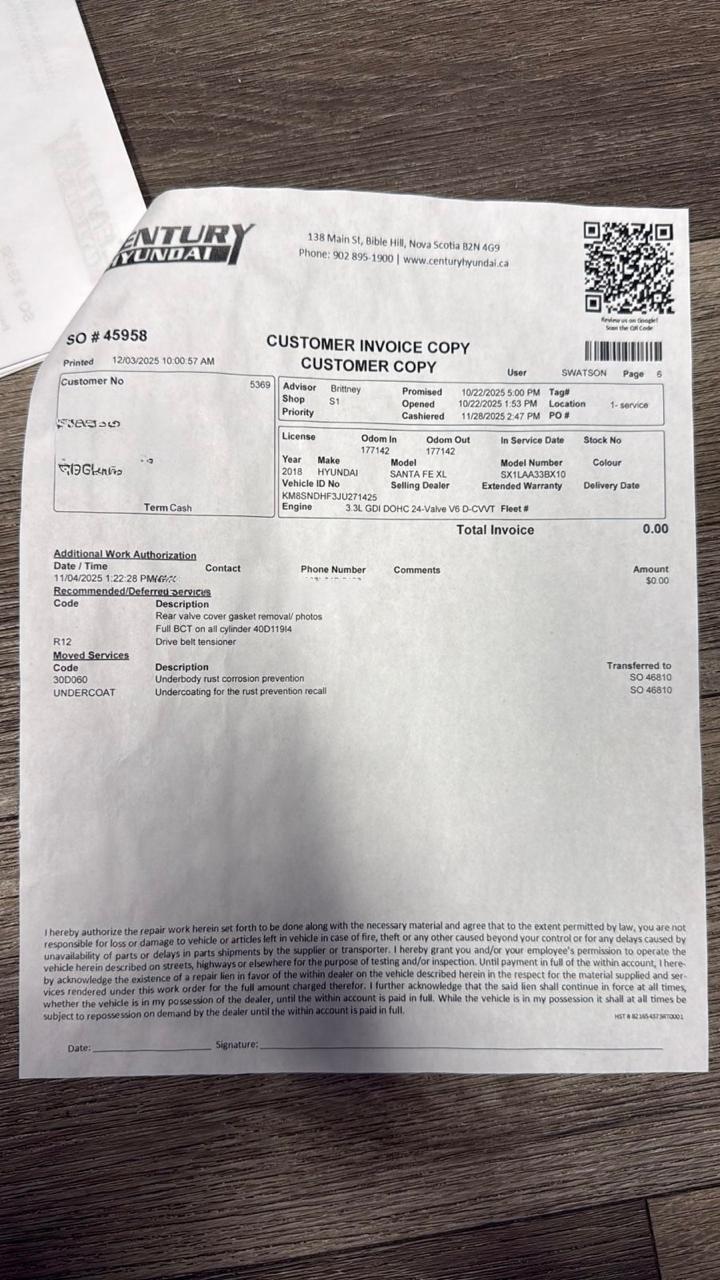 ENTURY
YUNDAI
138 Main St, Bible Hill, Nova Scotia B2N 4G9
Phone: 902 895-1900 | www.centuryhyundai.ca
Review us on Google!
Scan the QR Code
SO # 45958
CUSTOMER INVOICE COPY
CUSTOMER COPY
Printed 12/03/2025 10:00:57 AM
User SWATSON Page 6
Customer No 5369
Term Cash
Advisor Brittney Promised 10/22/2025 5:00 PM Tag#
Shop S1 Opened 10/22/2025 1:53 PM Location 1- service
Priority Cashiered 11/28/2025 2:47 PM PO #
License Odom In Odom Out In Service Date Stock No
177142 177142
Year Make Model Model Number Colour
2018 HYUNDAI SANTA FE XL SX1LAA33BX10
Vehicle ID No Selling Dealer Extended Warranty Delivery Date
KM8SNDHF3JU271425
Engine 3.3L GDI DOHC 24-Valve V6 D-CVVT Fleet #
Total Invoice 0.00
Additional Work Authorization
Date / Time Contact Phone Number Comments Amount
11/04/2025 1:22:28 PM $0.00
Recommended/Deferred Services
Code Description
Rear valve cover gasket removal/ photos
Full BCT on all cylinder 40D119I4
R12 Drive belt tensioner
Moved Services
Code Description Transferred to
30D060 Underbody rust corrosion prevention SO 46810
UNDERCOAT Undercoating for the rust prevention recall SO 46810
I hereby authorize the repair work herein set forth to be done along with the necessary material and agree that to the extent permitted by law, you are not
responsible for loss or damage to vehicle or articles left in vehicle in case of fire, theft or any other caused beyond your control or for any delays caused by
unavailability of parts or delays in parts shipments by the supplier or transporter. I hereby grant you and/or your employee's permission to operate the
vehicle herein described on streets, highways or elsewhere for the purpose of testing and/or inspection. Until payment in full of the within account, I here-
by acknowledge the existence of a repair lien in favor of the within dealer on the vehicle described herein in the respect for the material supplied and ser-
vices rendered under this work order for the full amount charged therefor. I further acknowledge that the said lien shall continue in force at all times,
whether the vehicle is in my possession of the dealer, until the within account is paid in full. While the vehicle is in my possession it shall at all times be
subject to repossession on demand by the dealer until the within account is paid in full.
HST #
Date: Signature: